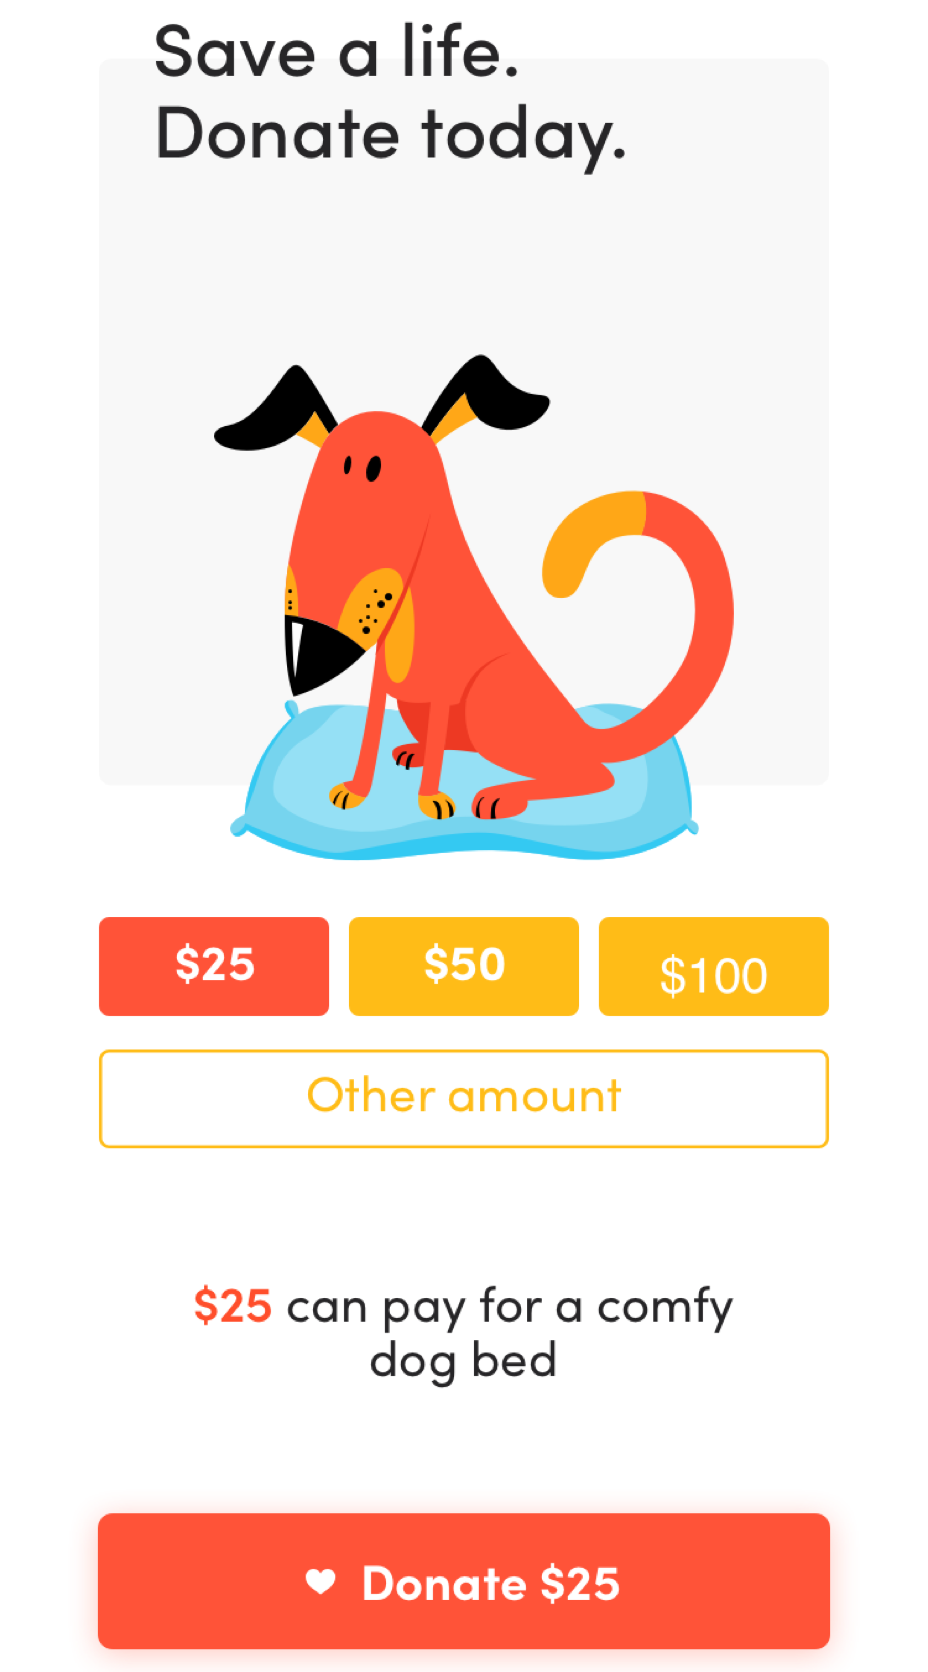 Save a life.
Donate today.
$25
$50
$100
Other amount
$25 can pay for a comfy
dog bed
Donate $25